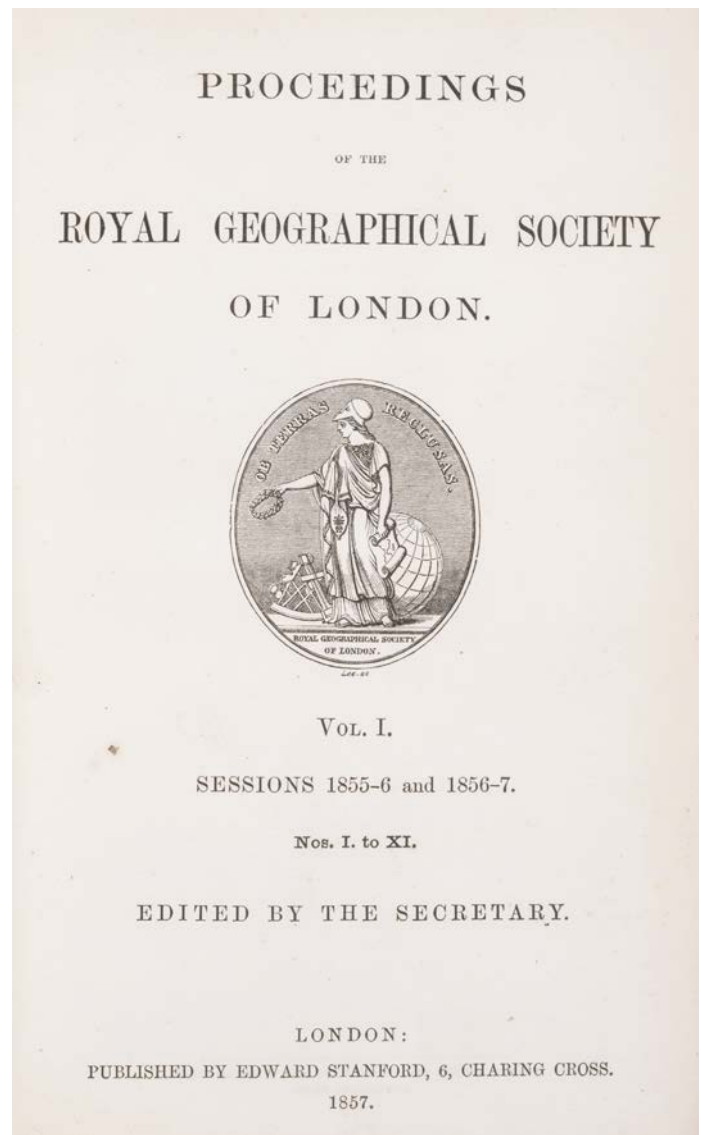 PROCEEDINGS
OF THE
ROYAL GEOGRAPHICAL SOCIETY
OF LONDON.
OB TERRAS RECLUSAS.
ROYAL GEOGRAPHICAL SOCIETY
OF LONDON.
VOL. I.
SESSIONS 1855-6 and 1856-7.
Nos. I. to XI.
EDITED BY THE SECRETARY.
LONDON:
PUBLISHED BY EDWARD STANFORD, 6, CHARING CROSS.
1857.